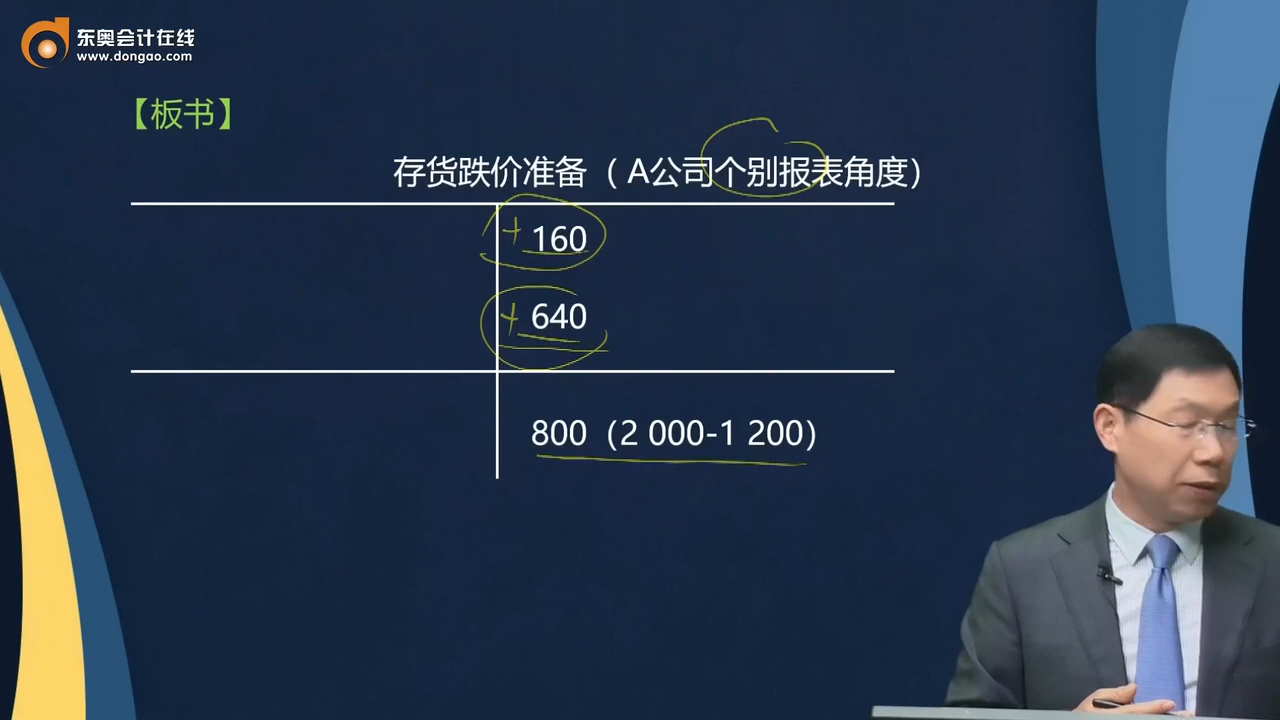 东奥会计在线
www.dongao.com
【板书】
存货跌价准备（A公司个别报表角度）
+ 160
+ 640
800（2 000-1 200）